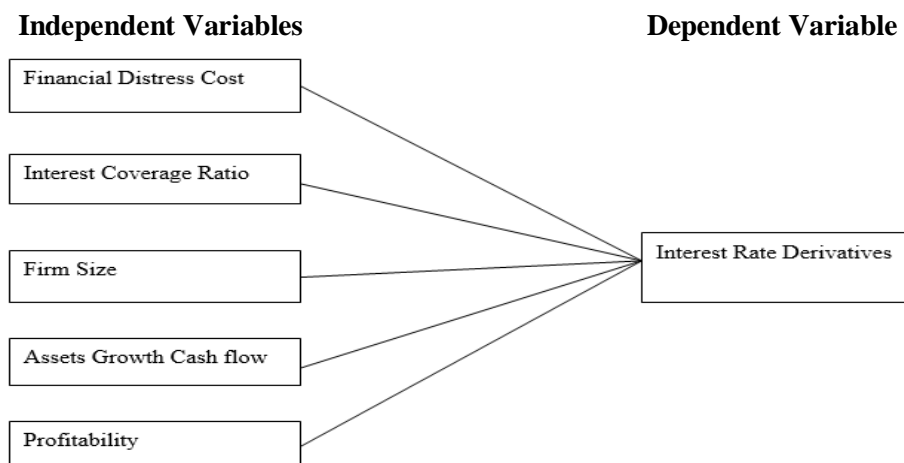 Independent Variables
Dependent Variable
Financial Distress Cost
Interest Coverage Ratio
Firm Size
Interest Rate Derivatives
Assets Growth Cash flow
Profitability